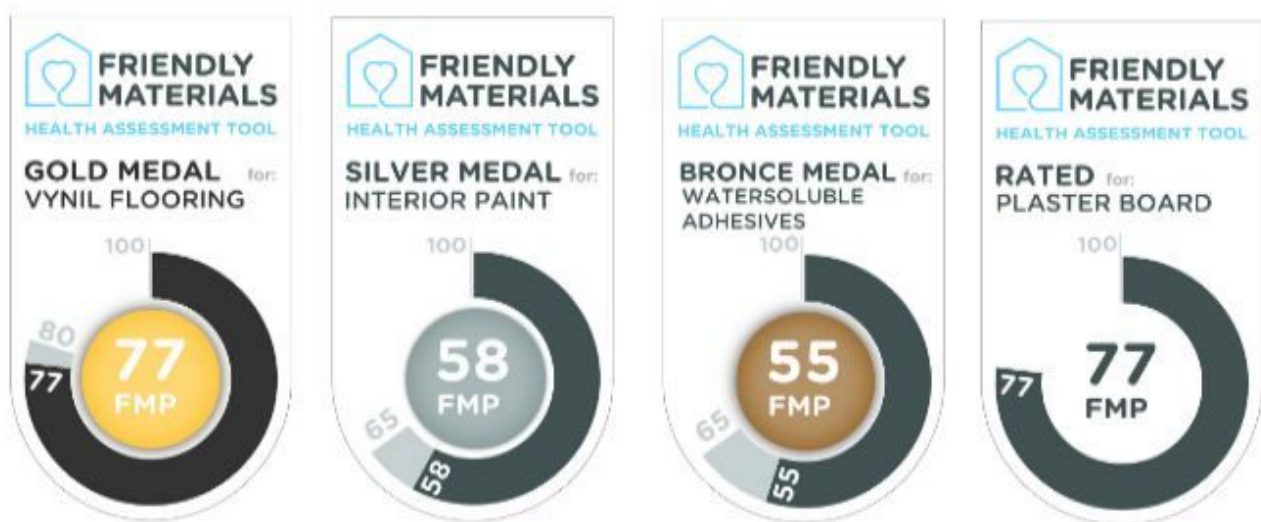 FRIENDLY
MATERIALS
HEALTH ASSESSMENT TOOL
GOLD MEDAL for:
VYNIL FLOORING
100
80
77
77
FMP
FRIENDLY
MATERIALS
HEALTH ASSESSMENT TOOL
SILVER MEDAL for:
INTERIOR PAINT
100
58
FMP
65
58
FRIENDLY
MATERIALS
HEALTH ASSESSMENT TOOL
BRONCE MEDAL for:
WATERSOLUBLE
ADHESIVES
100
55
FMP
65
55
FRIENDLY
MATERIALS
HEALTH ASSESSMENT TOOL
RATED for:
PLASTER BOARD
100
77
77
FMP